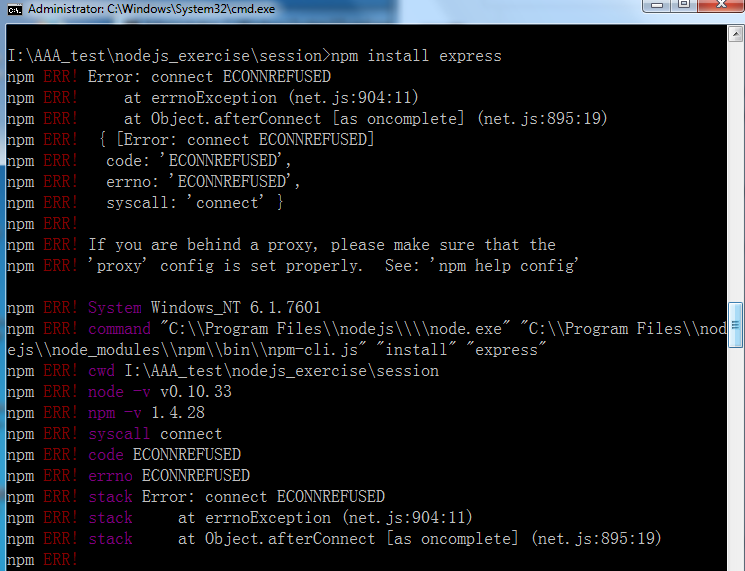 Administrator: C:\Windows\System32\cmd.exe
I:\AAA_test\nodejs_exercise\session>npm install express
npm ERR! Error: connect ECONNREFUSED
npm ERR!     at errnoException (net.js:904:11)
npm ERR!     at Object.afterConnect [as oncomplete] (net.js:895:19)
npm ERR!  { [Error: connect ECONNREFUSED]
npm ERR!   code: 'ECONNREFUSED',
npm ERR!   errno: 'ECONNREFUSED',
npm ERR!   syscall: 'connect' }
npm ERR!
npm ERR! If you are behind a proxy, please make sure that the
npm ERR! 'proxy' config is set properly.  See: 'npm help config'
npm ERR! System Windows_NT 6.1.7601
npm ERR! command "C:\\Program Files\\nodejs\\\\node.exe" "C:\\Program Files\\nod
ejs\\node_modules\\npm\\bin\\npm-cli.js" "install" "express"
npm ERR! cwd I:\AAA_test\nodejs_exercise\session
npm ERR! node -v v0.10.33
npm ERR! npm -v 1.4.28
npm ERR! syscall connect
npm ERR! code ECONNREFUSED
npm ERR! errno ECONNREFUSED
npm ERR! stack Error: connect ECONNREFUSED
npm ERR! stack     at errnoException (net.js:904:11)
npm ERR! stack     at Object.afterConnect [as oncomplete] (net.js:895:19)
npm ERR!